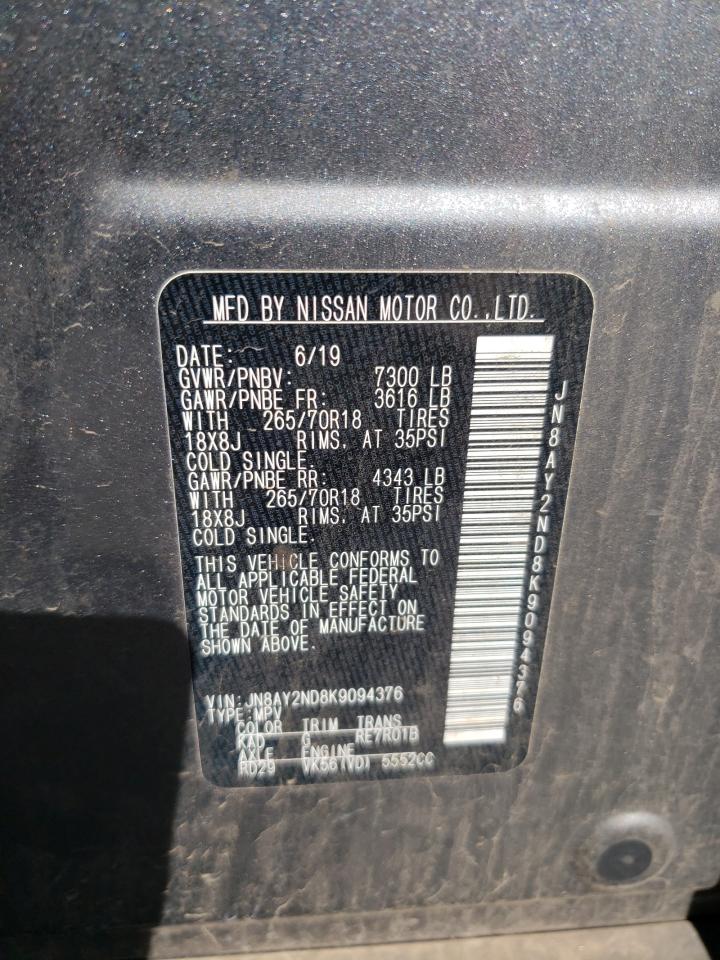 MFD BY NISSAN MOTOR CO.,LTD.
DATE: 6/19
GVWR/PNBV: 7300 LB
GAWR/PNBE FR: 3616 LB
WITH 265/70R18 TIRES
18X8J RIMS, AT 35PSI
COLD SINGLE.
GAWR/PNBE RR: 4343 LB
WITH 265/70R18 TIRES
18X8J RIMS, AT 35PSI
COLD SINGLE.
THIS VEHICLE CONFORMS TO
ALL APPLICABLE FEDERAL
MOTOR VEHICLE SAFETY
STANDARDS IN EFFECT ON
THE DATE OF MANUFACTURE
SHOWN ABOVE.
VIN:JN8AY2ND8K9094376
TYPE:MPV
COLOR TRIM TRANS
KAD G RE7R01B
AXLE ENGINE
RD29 VK56(VD) 5552CC
JN8AY2ND8K9094376